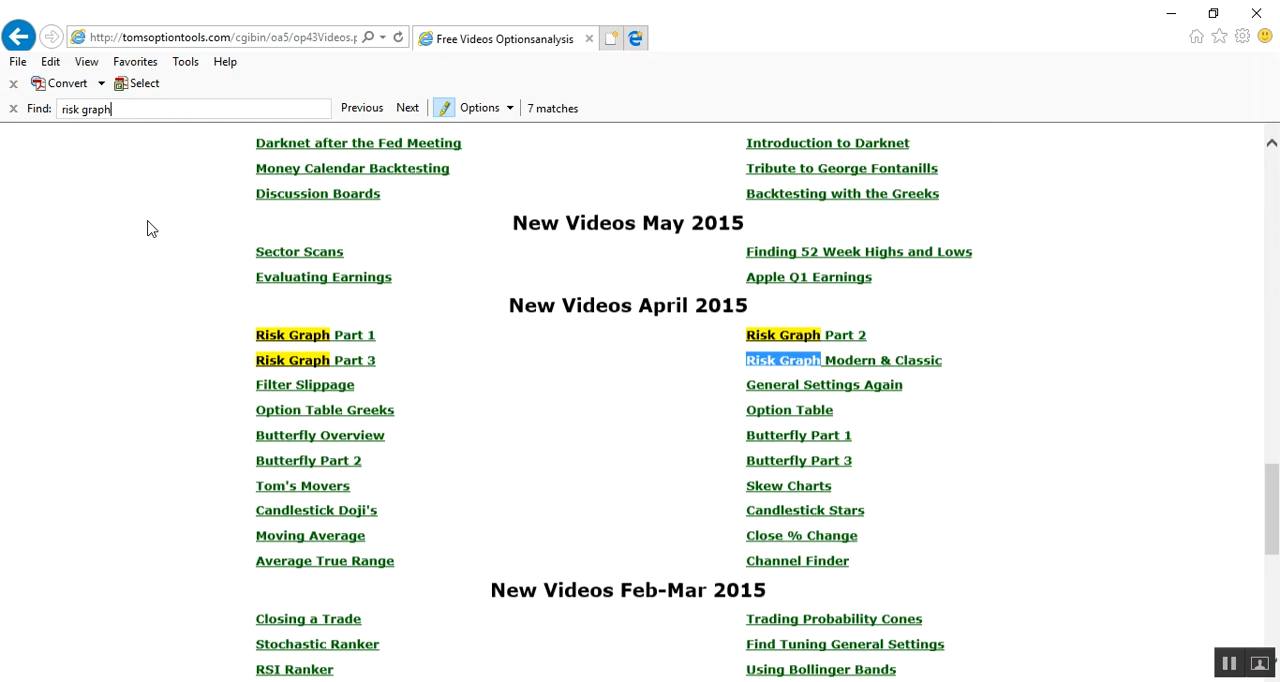 http://tomsoptiontools.com/cgibin/oa5/op43Videos.p
Free Videos Optionsanalysis
File Edit View Favorites Tools Help
Convert Select
Find: risk graph Previous Next Options 7 matches
Darknet after the Fed Meeting Introduction to Darknet
Money Calendar Backtesting Tribute to George Fontanills
Discussion Boards Backtesting with the Greeks
New Videos May 2015
Sector Scans Finding 52 Week Highs and Lows
Evaluating Earnings Apple Q1 Earnings
New Videos April 2015
Risk Graph Part 1 Risk Graph Part 2
Risk Graph Part 3 Risk Graph Modern & Classic
Filter Slippage General Settings Again
Option Table Greeks Option Table
Butterfly Overview Butterfly Part 1
Butterfly Part 2 Butterfly Part 3
Tom's Movers Skew Charts
Candlestick Doji's Candlestick Stars
Moving Average Close % Change
Average True Range Channel Finder
New Videos Feb-Mar 2015
Closing a Trade Trading Probability Cones
Stochastic Ranker Find Tuning General Settings
RSI Ranker Using Bollinger Bands